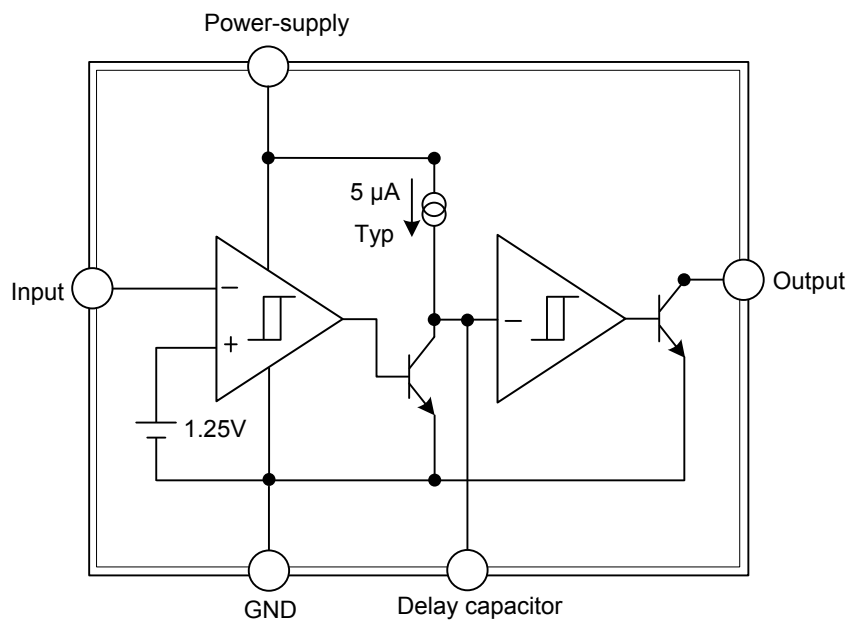 Power-supply
5 μA
Typ
Input
−
+
−
Output
1.25V
GND
Delay capacitor